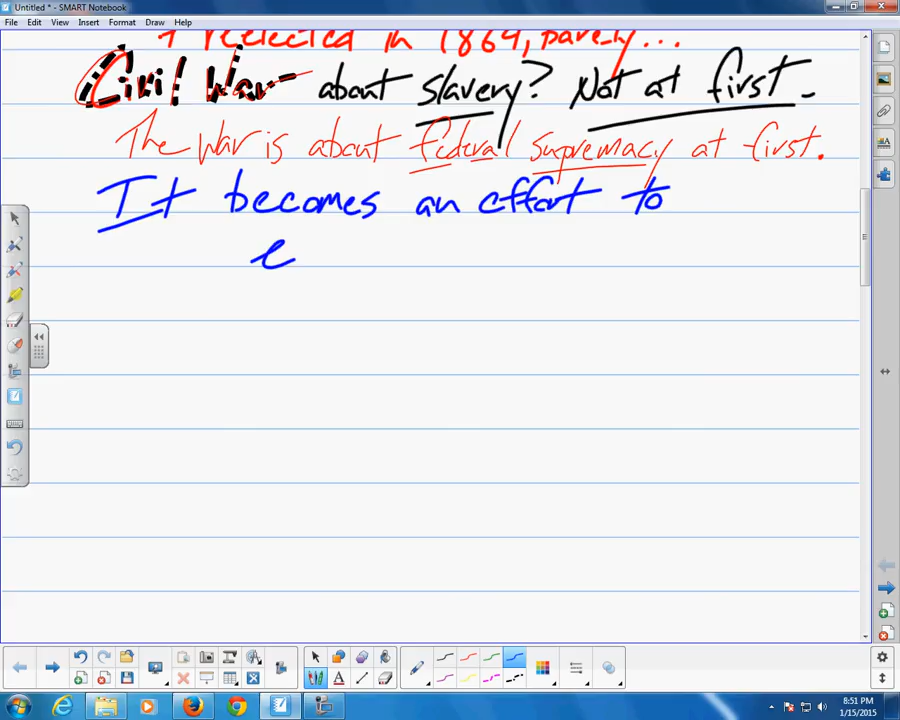 Untitled * - SMART Notebook
File Edit View Insert Format Draw Help
+ reelected in 1864, barely...
Civil War about slavery? Not at first.
The War is about federal supremacy at first.
It becomes an effort to
e
8:51 PM
1/15/2015